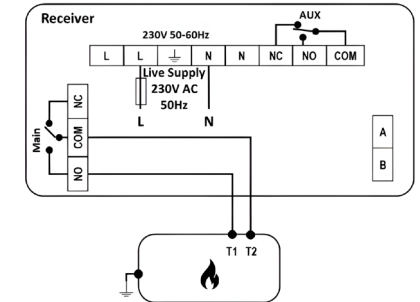 Receiver
AUX
230V 50-60Hz
L L N N NC NO COM
Live Supply
230V AC
50Hz
L N
Main
NC
COM
NO
A
B
T1 T2